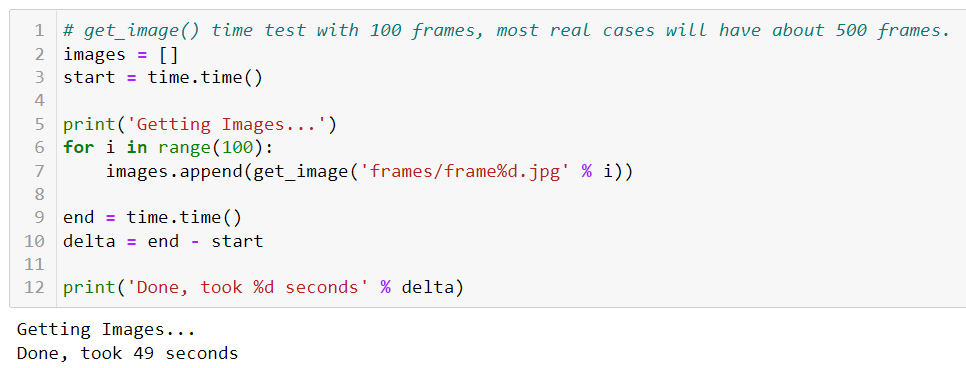 1 # get_image() time test with 100 frames, most real cases will have about 500 frames.
2 images = []
3 start = time.time()
4
5 print('Getting Images...')
6 for i in range(100):
7     images.append(get_image('frames/frame%d.jpg' % i))
8
9 end = time.time()
10 delta = end - start
11
12 print('Done, took %d seconds' % delta)
Getting Images...
Done, took 49 seconds